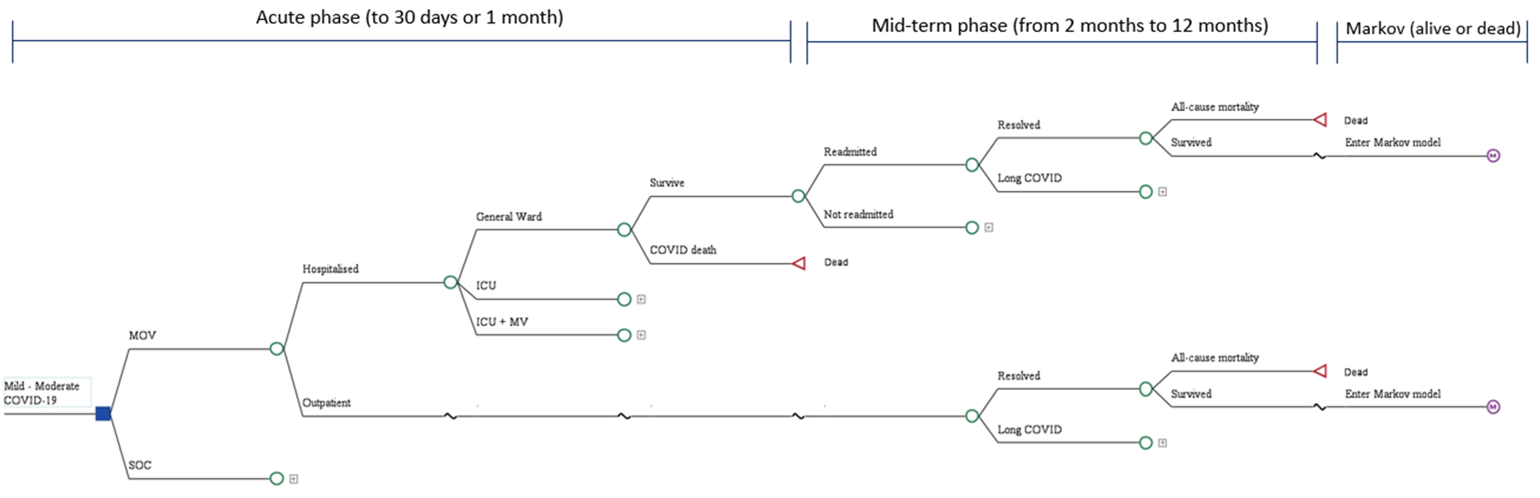 Acute phase (to 30 days or 1 month)
Mid-term phase (from 2 months to 12 months)
Markov (alive or dead)
All-cause mortality
Dead
Resolved
Survived
Enter Markov model
M
Readmitted
Long COVID
Survive
Not readmitted
General Ward
COVID death
Dead
Hospitalised
ICU
ICU + MV
MOV
All-cause mortality
Dead
Resolved
Mild - Moderate
COVID-19
Survived
Enter Markov model
M
Outpatient
Long COVID
SOC